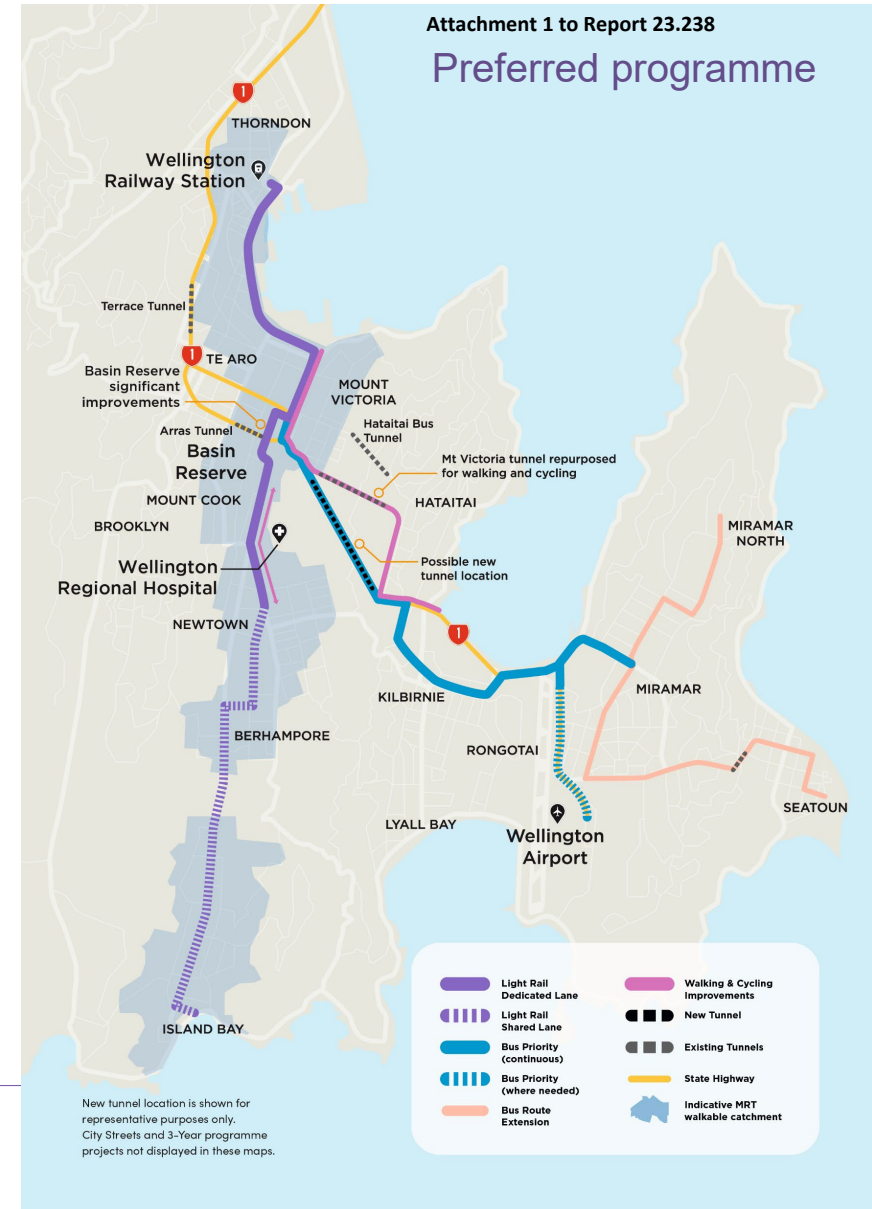 Attachment 1 to Report 23.238
Preferred programme
1
THORNDON
Wellington
Railway Station
Terrace Tunnel
1
TE ARO
Basin Reserve
significant
improvements
MOUNT
VICTORIA
Arras Tunnel
Hataitai Bus
Tunnel
Basin
Reserve
Mt Victoria tunnel repurposed
for walking and cycling
MOUNT COOK
HATAITAI
BROOKLYN
MIRAMAR
NORTH
Wellington
Regional Hospital
Possible new
tunnel location
NEWTOWN
1
KILBIRNIE
MIRAMAR
BERHAMPORE
RONGOTAI
SEATOUN
LYALL BAY
Wellington
Airport
ISLAND BAY
Light Rail
Dedicated Lane
Light Rail
Shared Lane
Bus Priority
(continuous)
Bus Priority
(where needed)
Bus Route
Extension
Walking & Cycling
Improvements
New Tunnel
Existing Tunnels
State Highway
Indicative MRT
walkable catchment
New tunnel location is shown for
representative purposes only.
City Streets and 3-Year programme
projects not displayed in these maps.